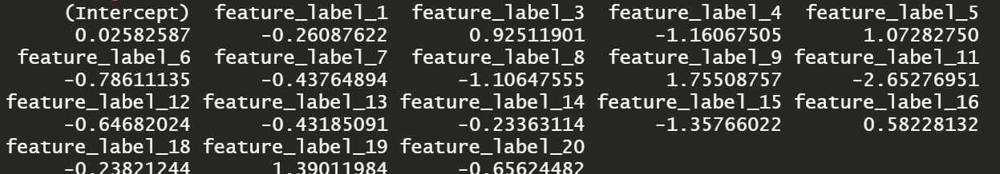 (Intercept) feature_label_1 feature_label_3 feature_label_4 feature_label_5
0.02582587 -0.26087622 0.92511901 -1.16067505 1.07282750
feature_label_6 feature_label_7 feature_label_8 feature_label_9 feature_label_11
-0.78611135 -0.43764894 -1.10647555 1.75508757 -2.65276951
feature_label_12 feature_label_13 feature_label_14 feature_label_15 feature_label_16
-0.64682024 -0.43185091 -0.23363114 -1.35766022 0.58228132
feature_label_18 feature_label_19 feature_label_20
-0.23821244 1.39011984 -0.65624482